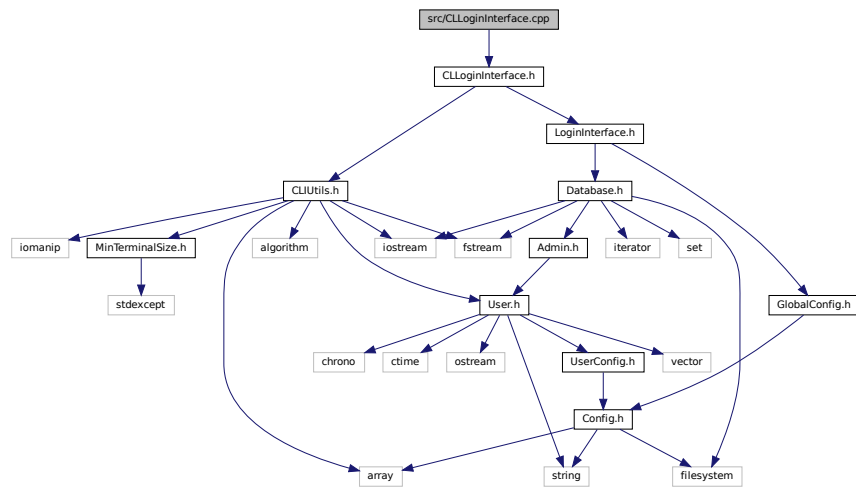 src/CLLoginInterface.cpp
CLLoginInterface.h
LoginInterface.h
CLIUtils.h
Database.h
iomanip
MinTerminalSize.h
algorithm
iostream
fstream
Admin.h
iterator
set
stdexcept
User.h
GlobalConfig.h
chrono
ctime
ostream
UserConfig.h
vector
Config.h
array
string
filesystem